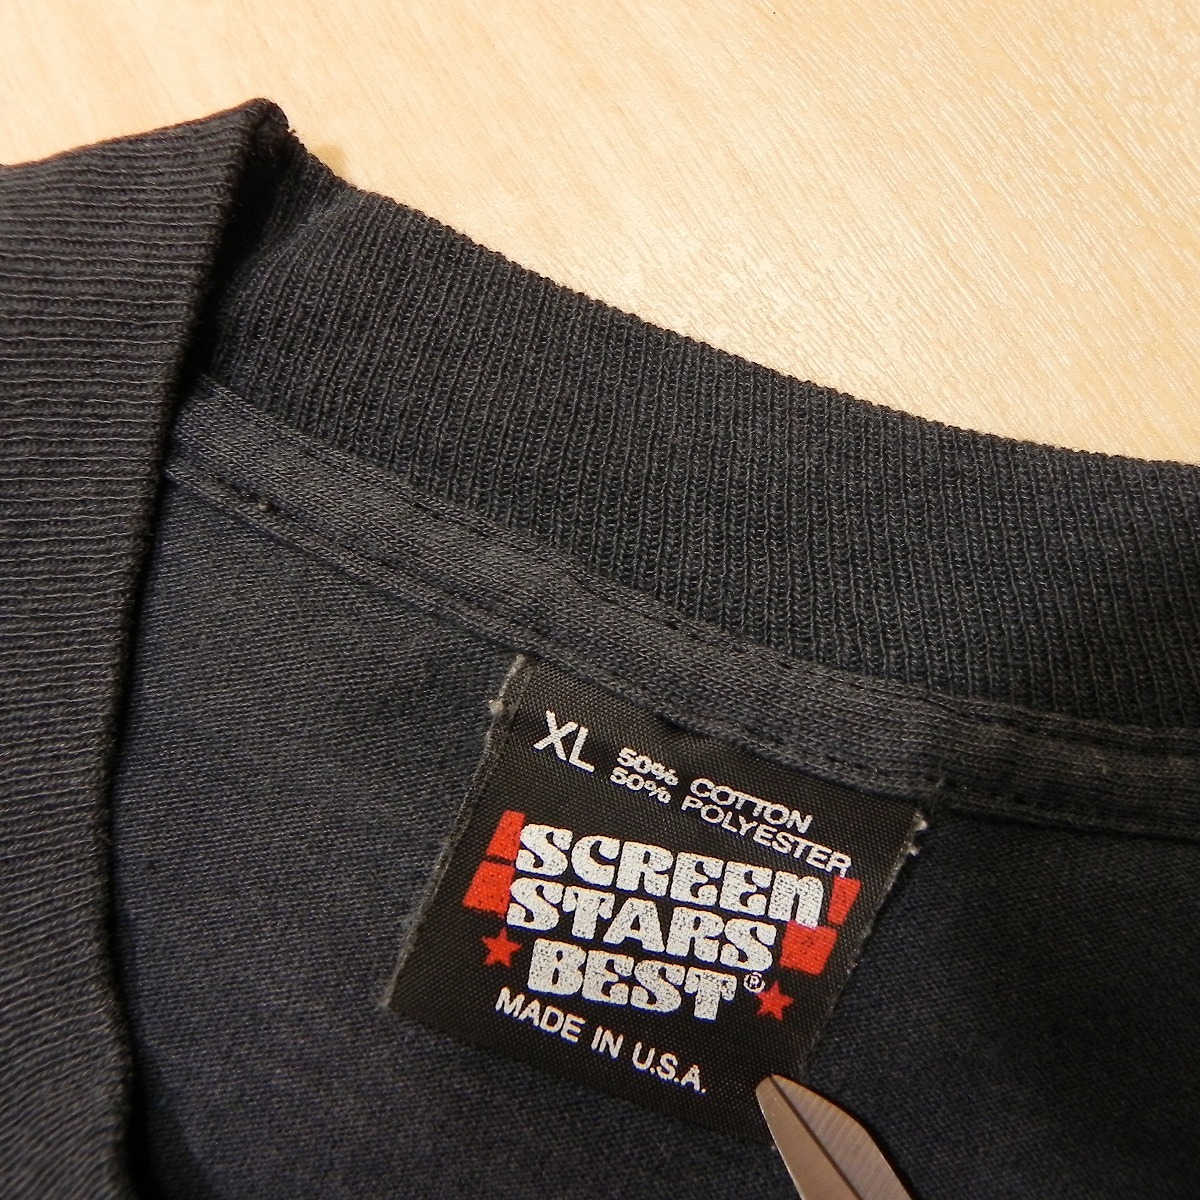 XL 50% COTTON
50% POLYESTER
SCREEN
STARS
BEST®
MADE IN U.S.A.